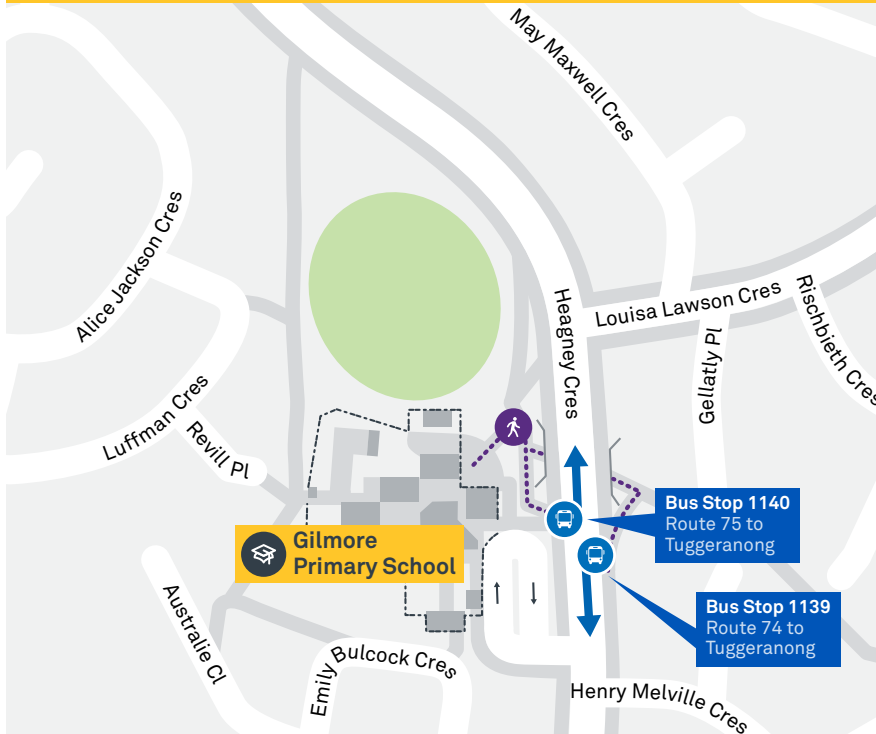 May Maxwell Cres
Alice Jackson Cres
Heagney Cres
Louisa Lawson Cres
Rischbieth Cres
Gellatly Pl
Luffman Cres
Revill Pl
Bus Stop 1140
Route 75 to
Tuggeranong
Gilmore
Primary School
Bus Stop 1139
Route 74 to
Tuggeranong
Australie Cl
Emily Bulcock Cres
Henry Melville Cres